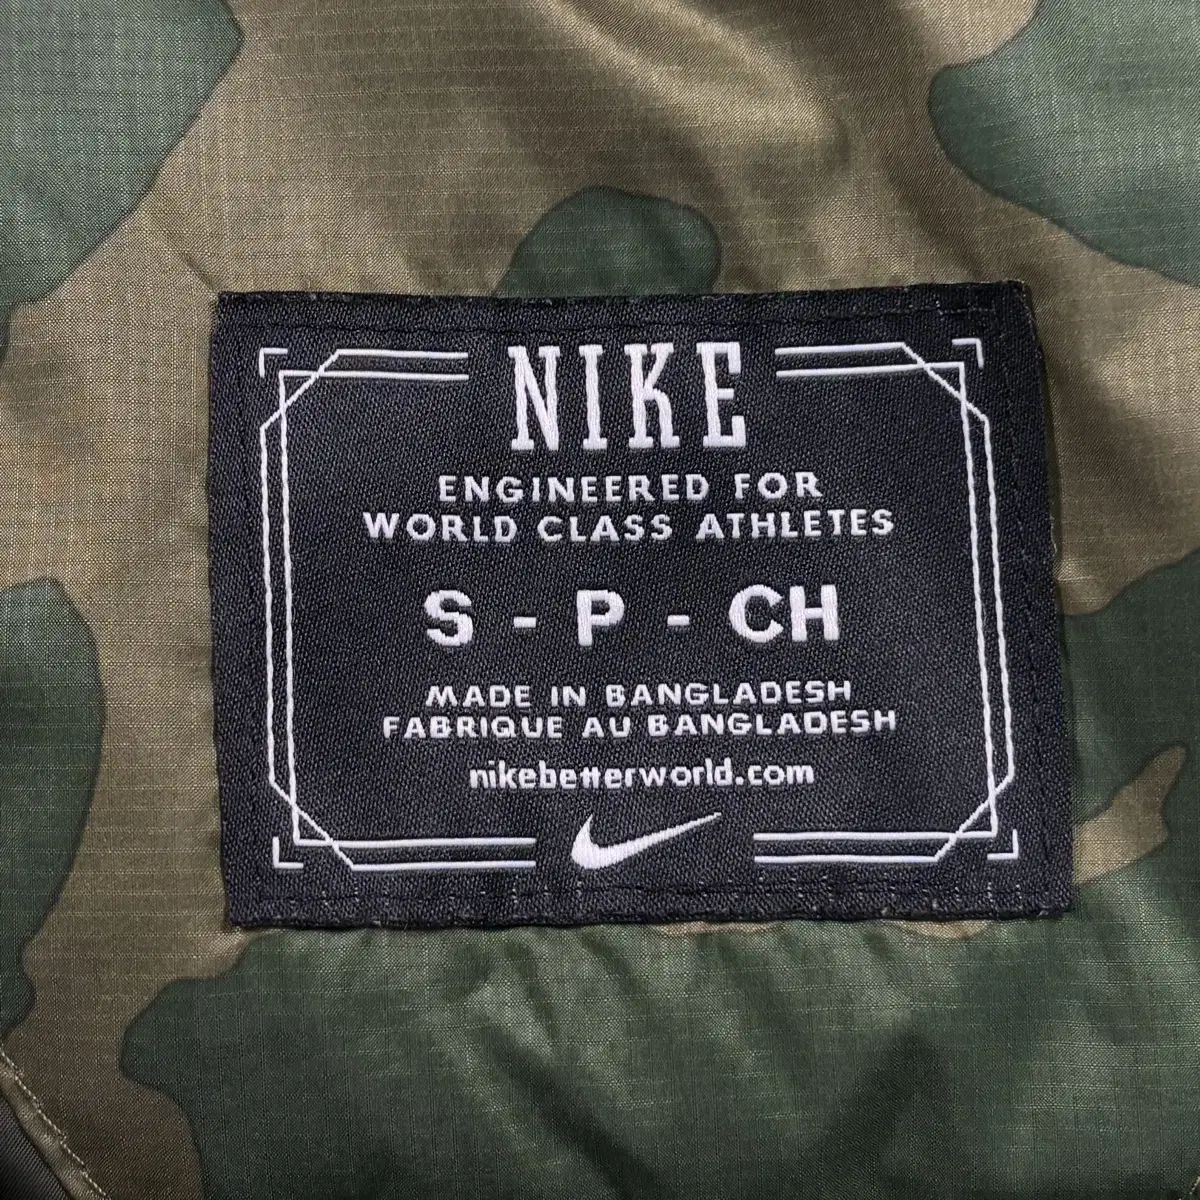 NIKE
ENGINEERED FOR
WORLD CLASS ATHLETES
S - P - CH
MADE IN BANGLADESH
FABRIQUE AU BANGLADESH
nikebetterworld.com